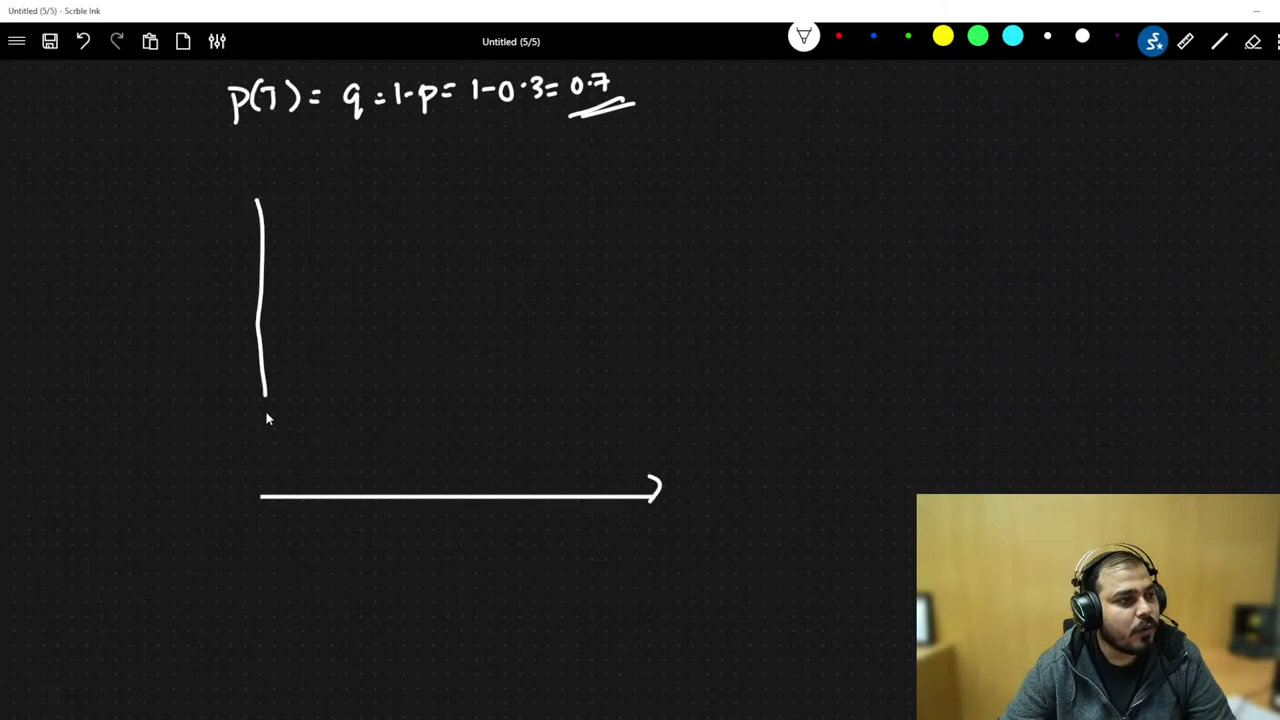 Untitled (5/5) - Scrble Ink
Untitled (5/5)
p(T) = q = 1-p = 1-0.3 = 0.7